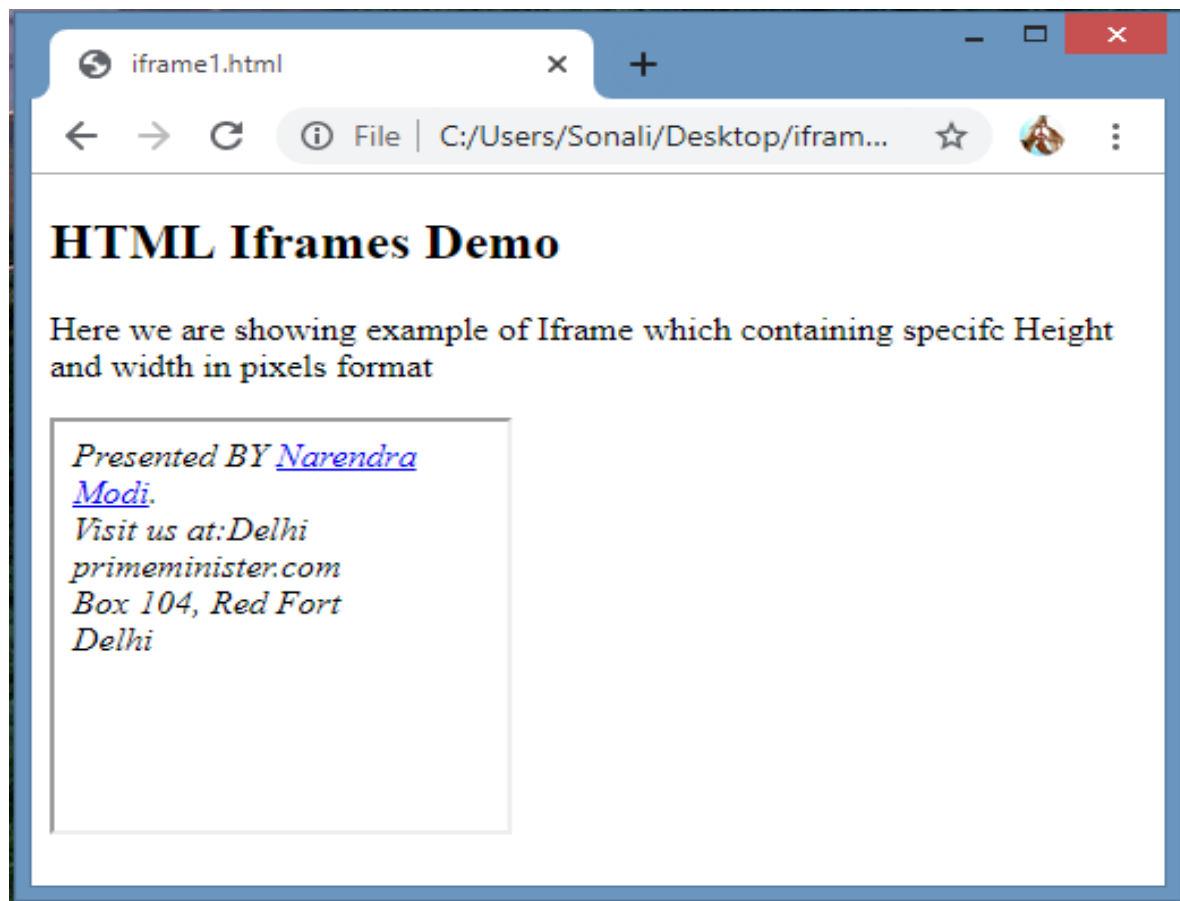 iframe1.html
File | C:/Users/Sonali/Desktop/ifram...
HTML Iframes Demo
Here we are showing example of Iframe which containing specifc Height
and width in pixels format
Presented BY Narendra
Modi.
Visit us at:Delhi
primeminister.com
Box 104, Red Fort
Delhi